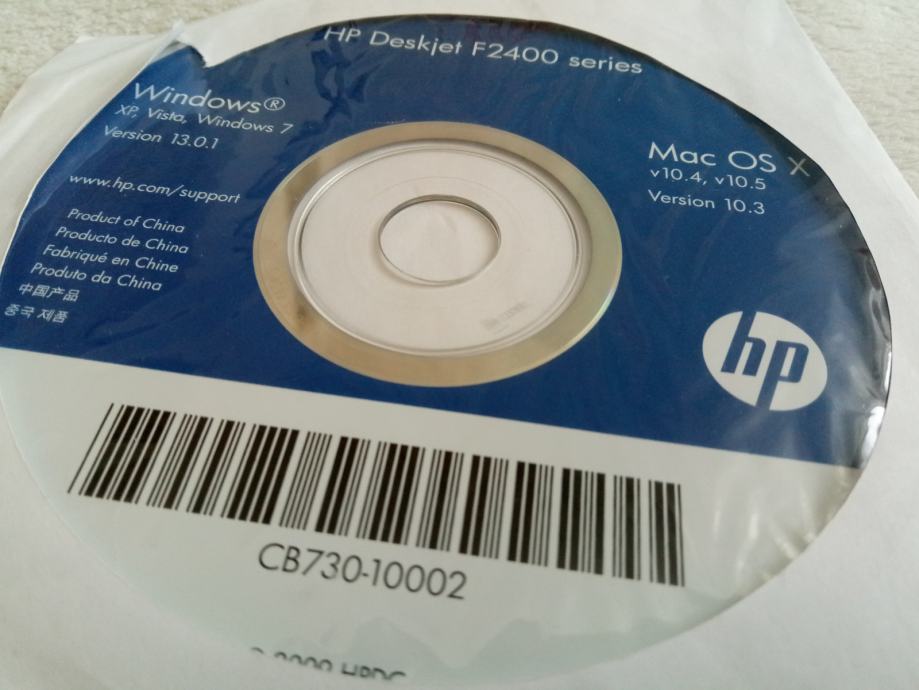 HP Deskjet F2400 series
Windows®
XP, Vista, Windows 7
Version 13.0.1
www.hp.com/support
Product of China
Producto de China
Fabriqué en Chine
Produto da China
中国产品
중국 제품
Mac OS X
v10.4, v10.5
Version 10.3
hp
CB730-10002